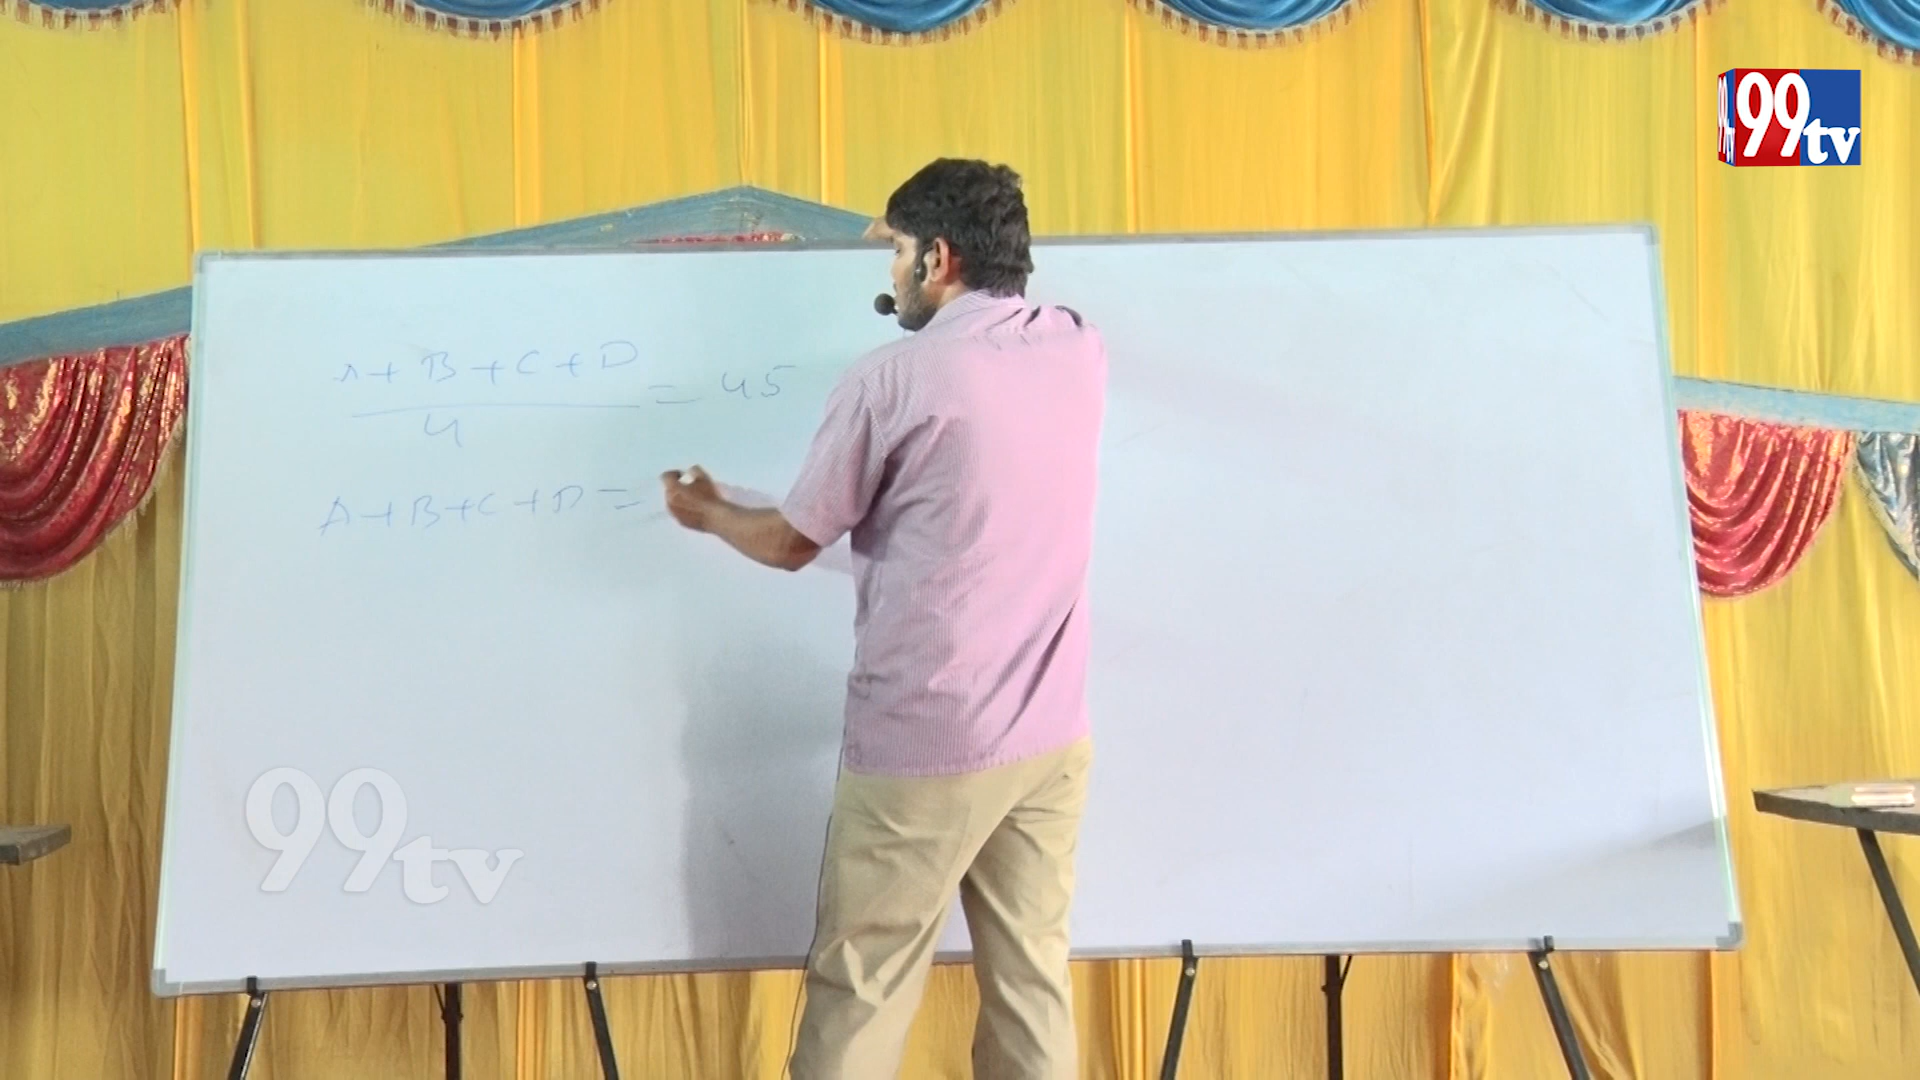 99tv
A+B+C+D
4
= 45
A+B+C+D =
99tv